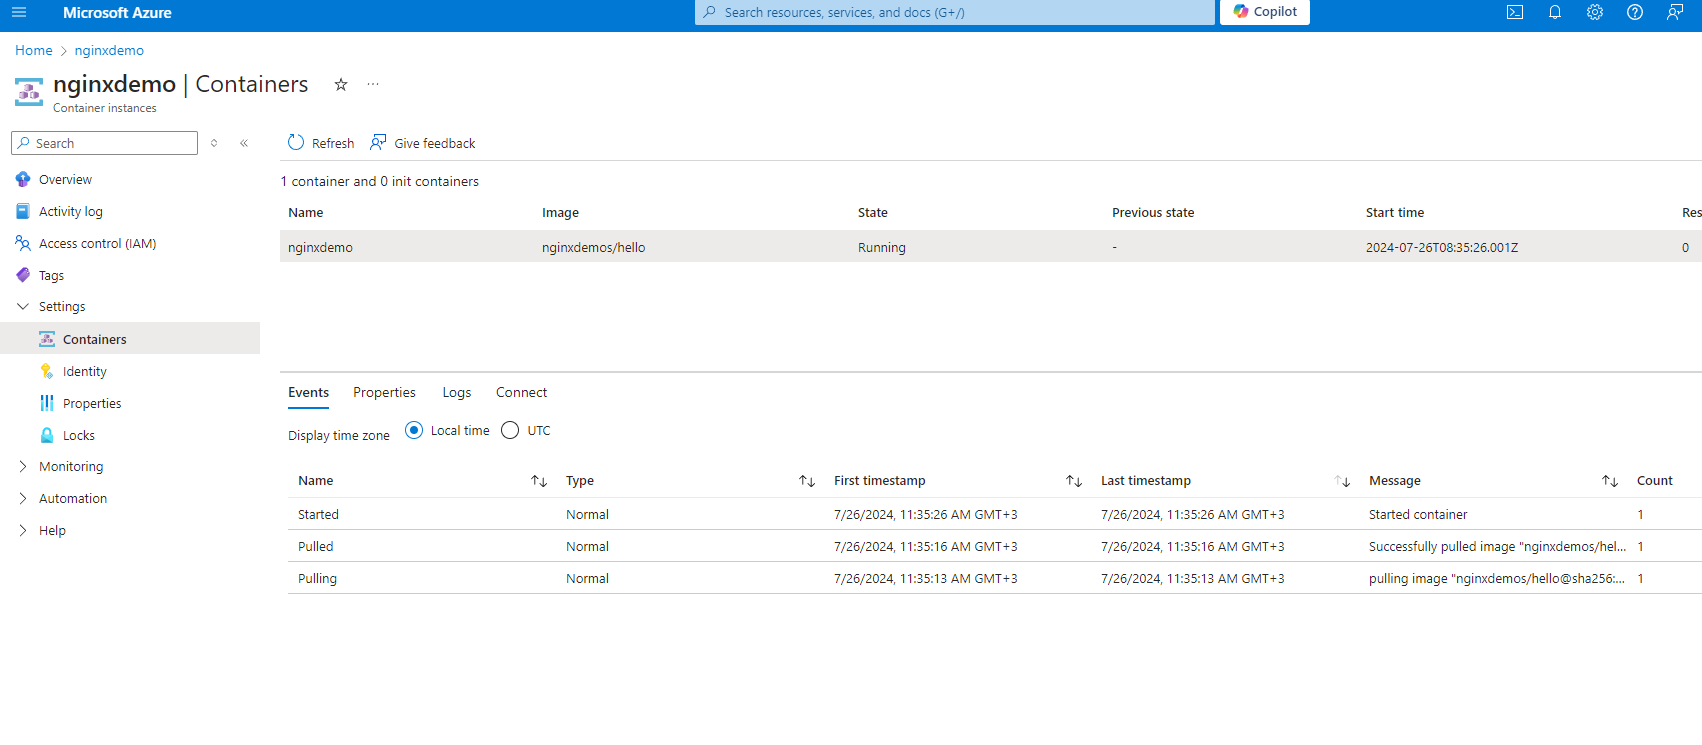 Microsoft Azure
Search resources, services, and docs (G+/)
Copilot
Home > nginxdemo
nginxdemo | Containers
Container instances
Search
Overview
Activity log
Access control (IAM)
Tags
Settings
Containers
Identity
Properties
Locks
Monitoring
Automation
Help
Refresh Give feedback
1 container and 0 init containers
Name Image State Previous state Start time Res
nginxdemo nginxdemos/hello Running - 2024-07-26T08:35:26.001Z 0
Events Properties Logs Connect
Display time zone Local time UTC
Name Type First timestamp Last timestamp Message Count
Started Normal 7/26/2024, 11:35:26 AM GMT+3 7/26/2024, 11:35:26 AM GMT+3 Started container 1
Pulled Normal 7/26/2024, 11:35:16 AM GMT+3 7/26/2024, 11:35:16 AM GMT+3 Successfully pulled image "nginxdemos/hel... 1
Pulling Normal 7/26/2024, 11:35:13 AM GMT+3 7/26/2024, 11:35:13 AM GMT+3 pulling image "nginxdemos/hello@sha256:... 1